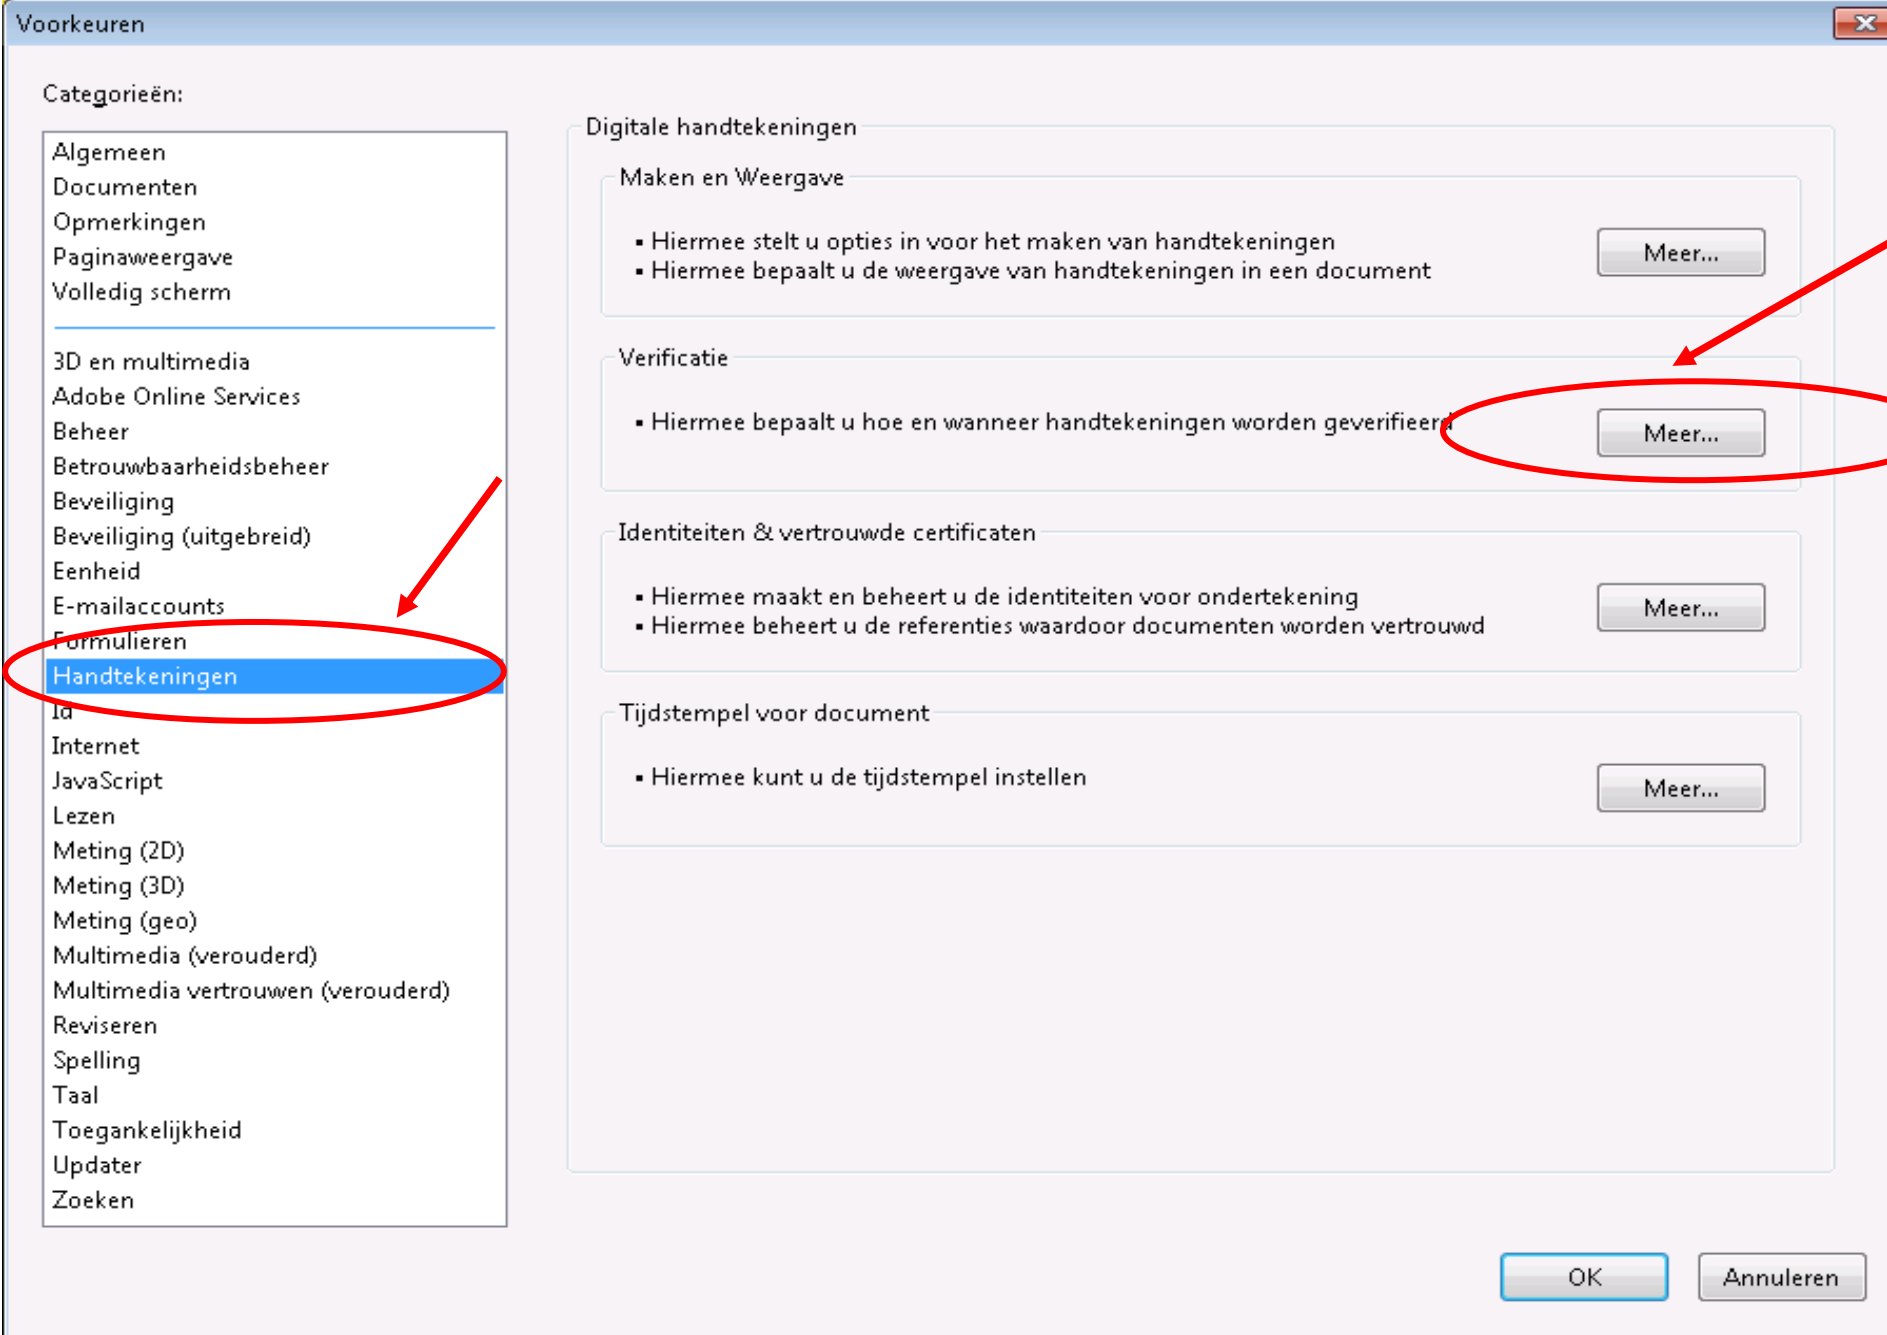 Voorkeuren
Categorieën:
Algemeen
Documenten
Opmerkingen
Paginaweergave
Volledig scherm
3D en multimedia
Adobe Online Services
Beheer
Betrouwbaarheidsbeheer
Beveiliging
Beveiliging (uitgebreid)
Eenheid
E-mailaccounts
Formulieren
Handtekeningen
Id
Internet
JavaScript
Lezen
Meting (2D)
Meting (3D)
Meting (geo)
Multimedia (verouderd)
Multimedia vertrouwen (verouderd)
Reviseren
Spelling
Taal
Toegankelijkheid
Updater
Zoeken
Digitale handtekeningen
Maken en Weergave
▪ Hiermee stelt u opties in voor het maken van handtekeningen
▪ Hiermee bepaalt u de weergave van handtekeningen in een document
Meer...
Verificatie
▪ Hiermee bepaalt u hoe en wanneer handtekeningen worden geverifieerd
Meer...
Identiteiten & vertrouwde certificaten
▪ Hiermee maakt en beheert u de identiteiten voor ondertekening
▪ Hiermee beheert u de referenties waardoor documenten worden vertrouwd
Meer...
Tijdstempel voor document
▪ Hiermee kunt u de tijdstempel instellen
Meer...
OK
Annuleren